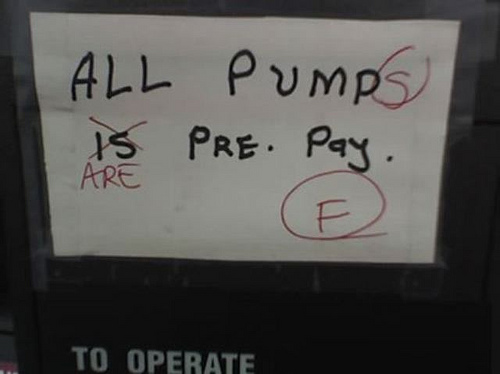 ALL PUMPS
IS PRE. Pay.
ARE
F
TO OPERATE